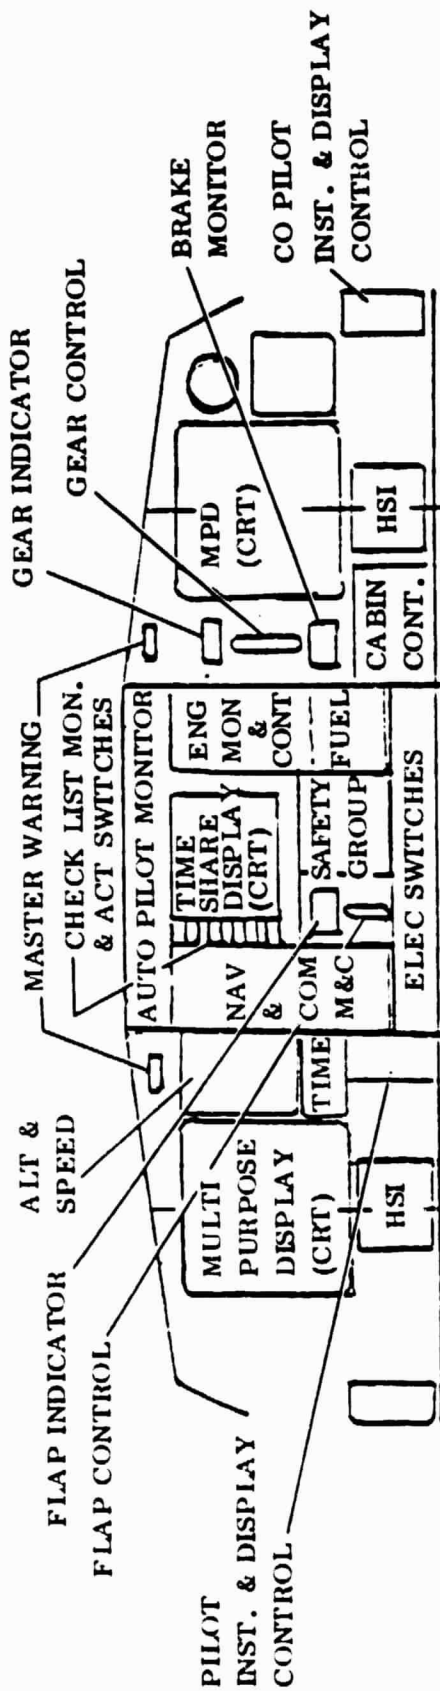 MASTER WARNING
CHECK LIST MON.
& ACT SWITCHES
GEAR INDICATOR
GEAR CONTROL
BRAKE
MONITOR
CO PILOT
INST. & DISPLAY
CONTROL
ALT &
SPEED
FLAP INDICATOR
FLAP CONTROL
PILOT
INST. & DISPLAY
CONTROL
AUTO PILOT MONITOR
MULTI
PURPOSE
DISPLAY
(CRT)
TIME
HSI
NAV
&
COM
M&C
TIME
SHARE
DISPLAY
(CRT)
SAFETY
GROUP
ENG
MON
&
CONT
FUEL
ELEC SWITCHES
MPD
(CRT)
CABIN
CONT.
HSI